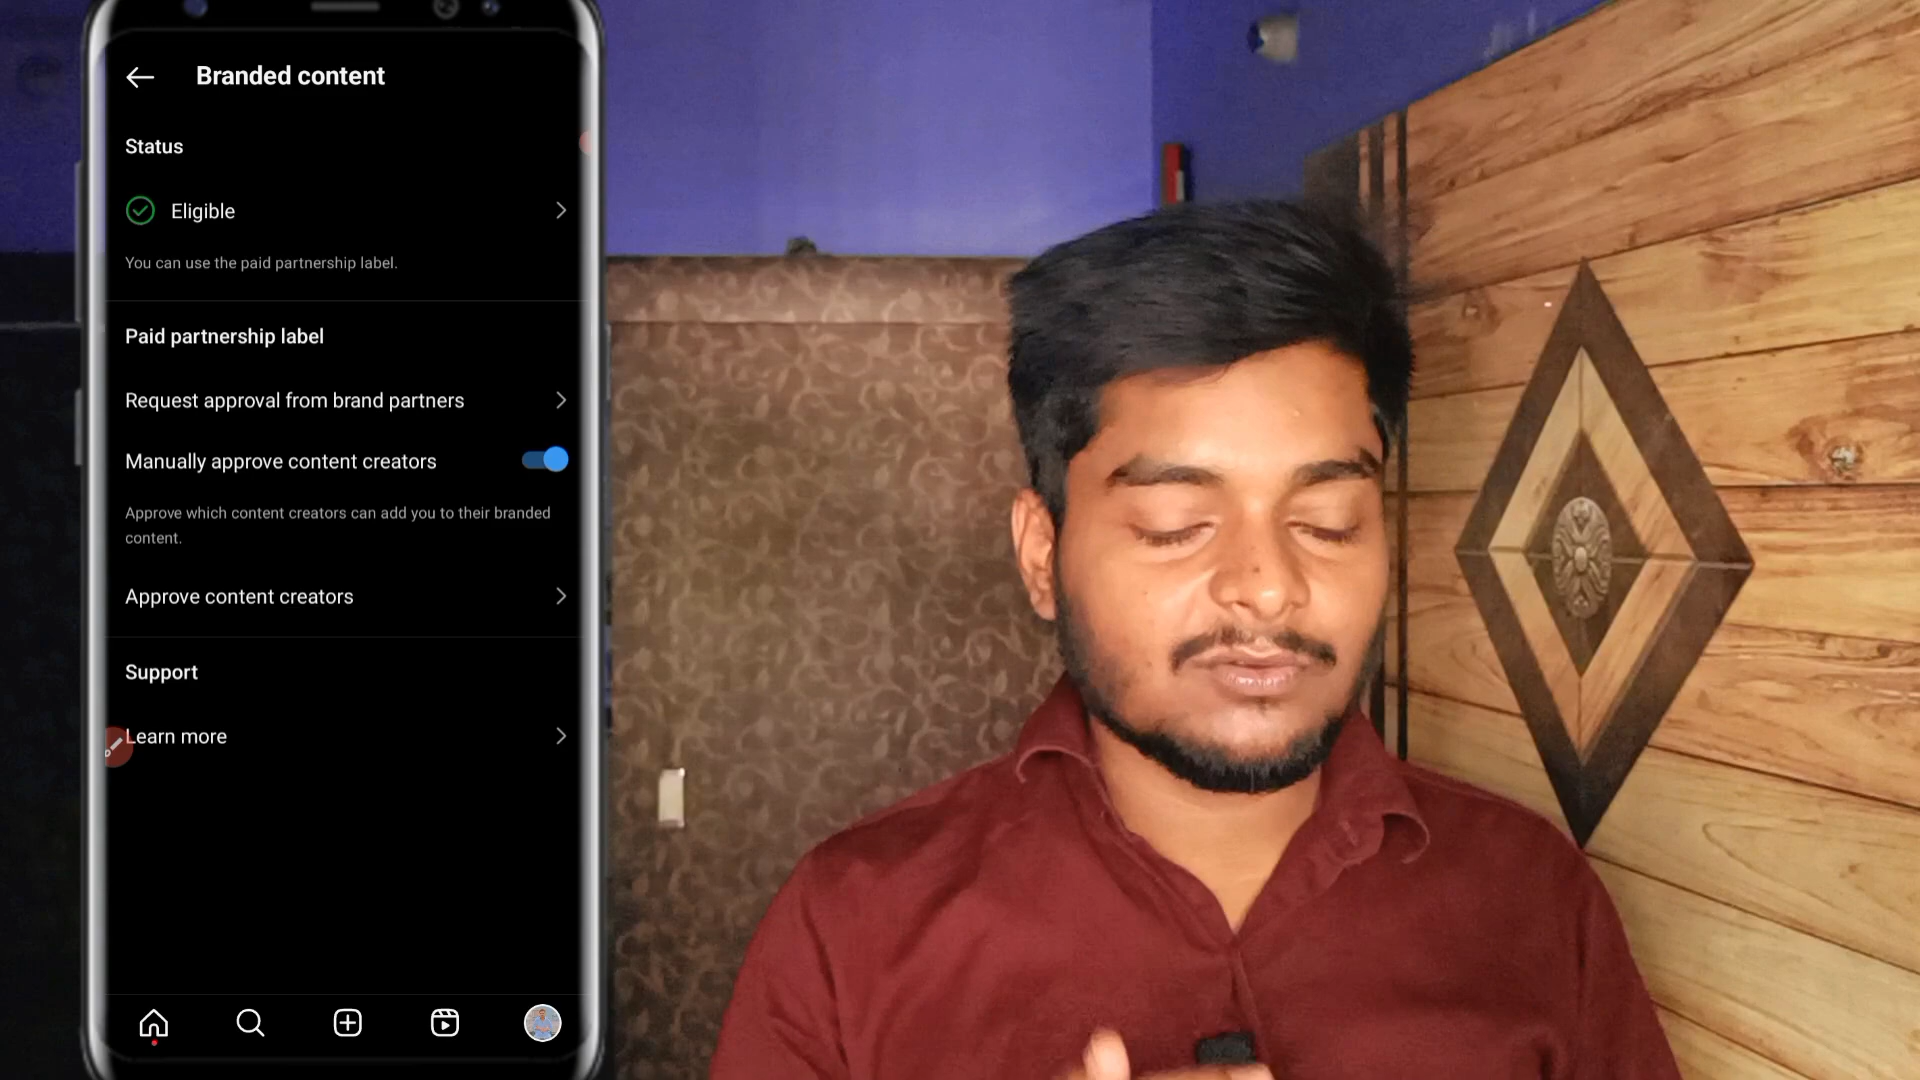 Branded content
Status
Eligible
You can use the paid partnership label.
Paid partnership label
Request approval from brand partners
Manually approve content creators
Approve which content creators can add you to their branded
content.
Approve content creators
Support
Learn more